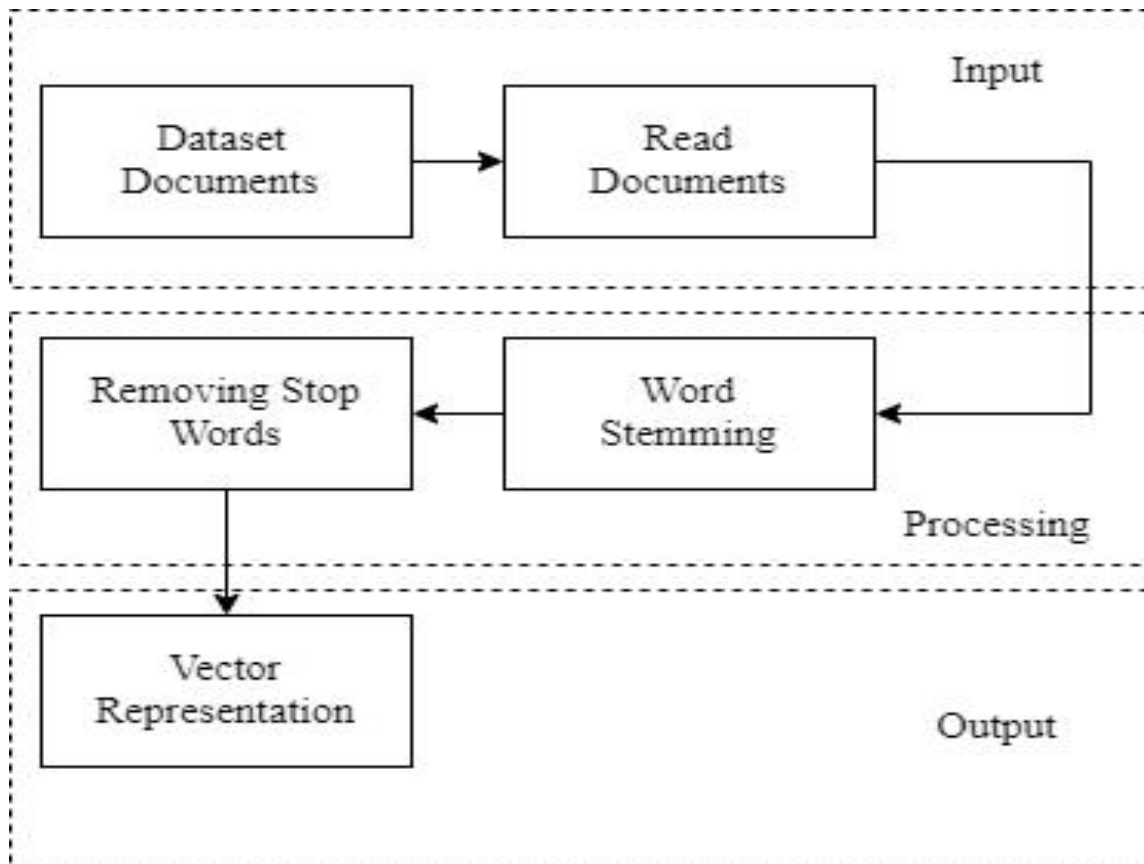 Input
Dataset
Documents
Read
Documents
Removing Stop
Words
Word
Stemming
Processing
Vector
Representation
Output